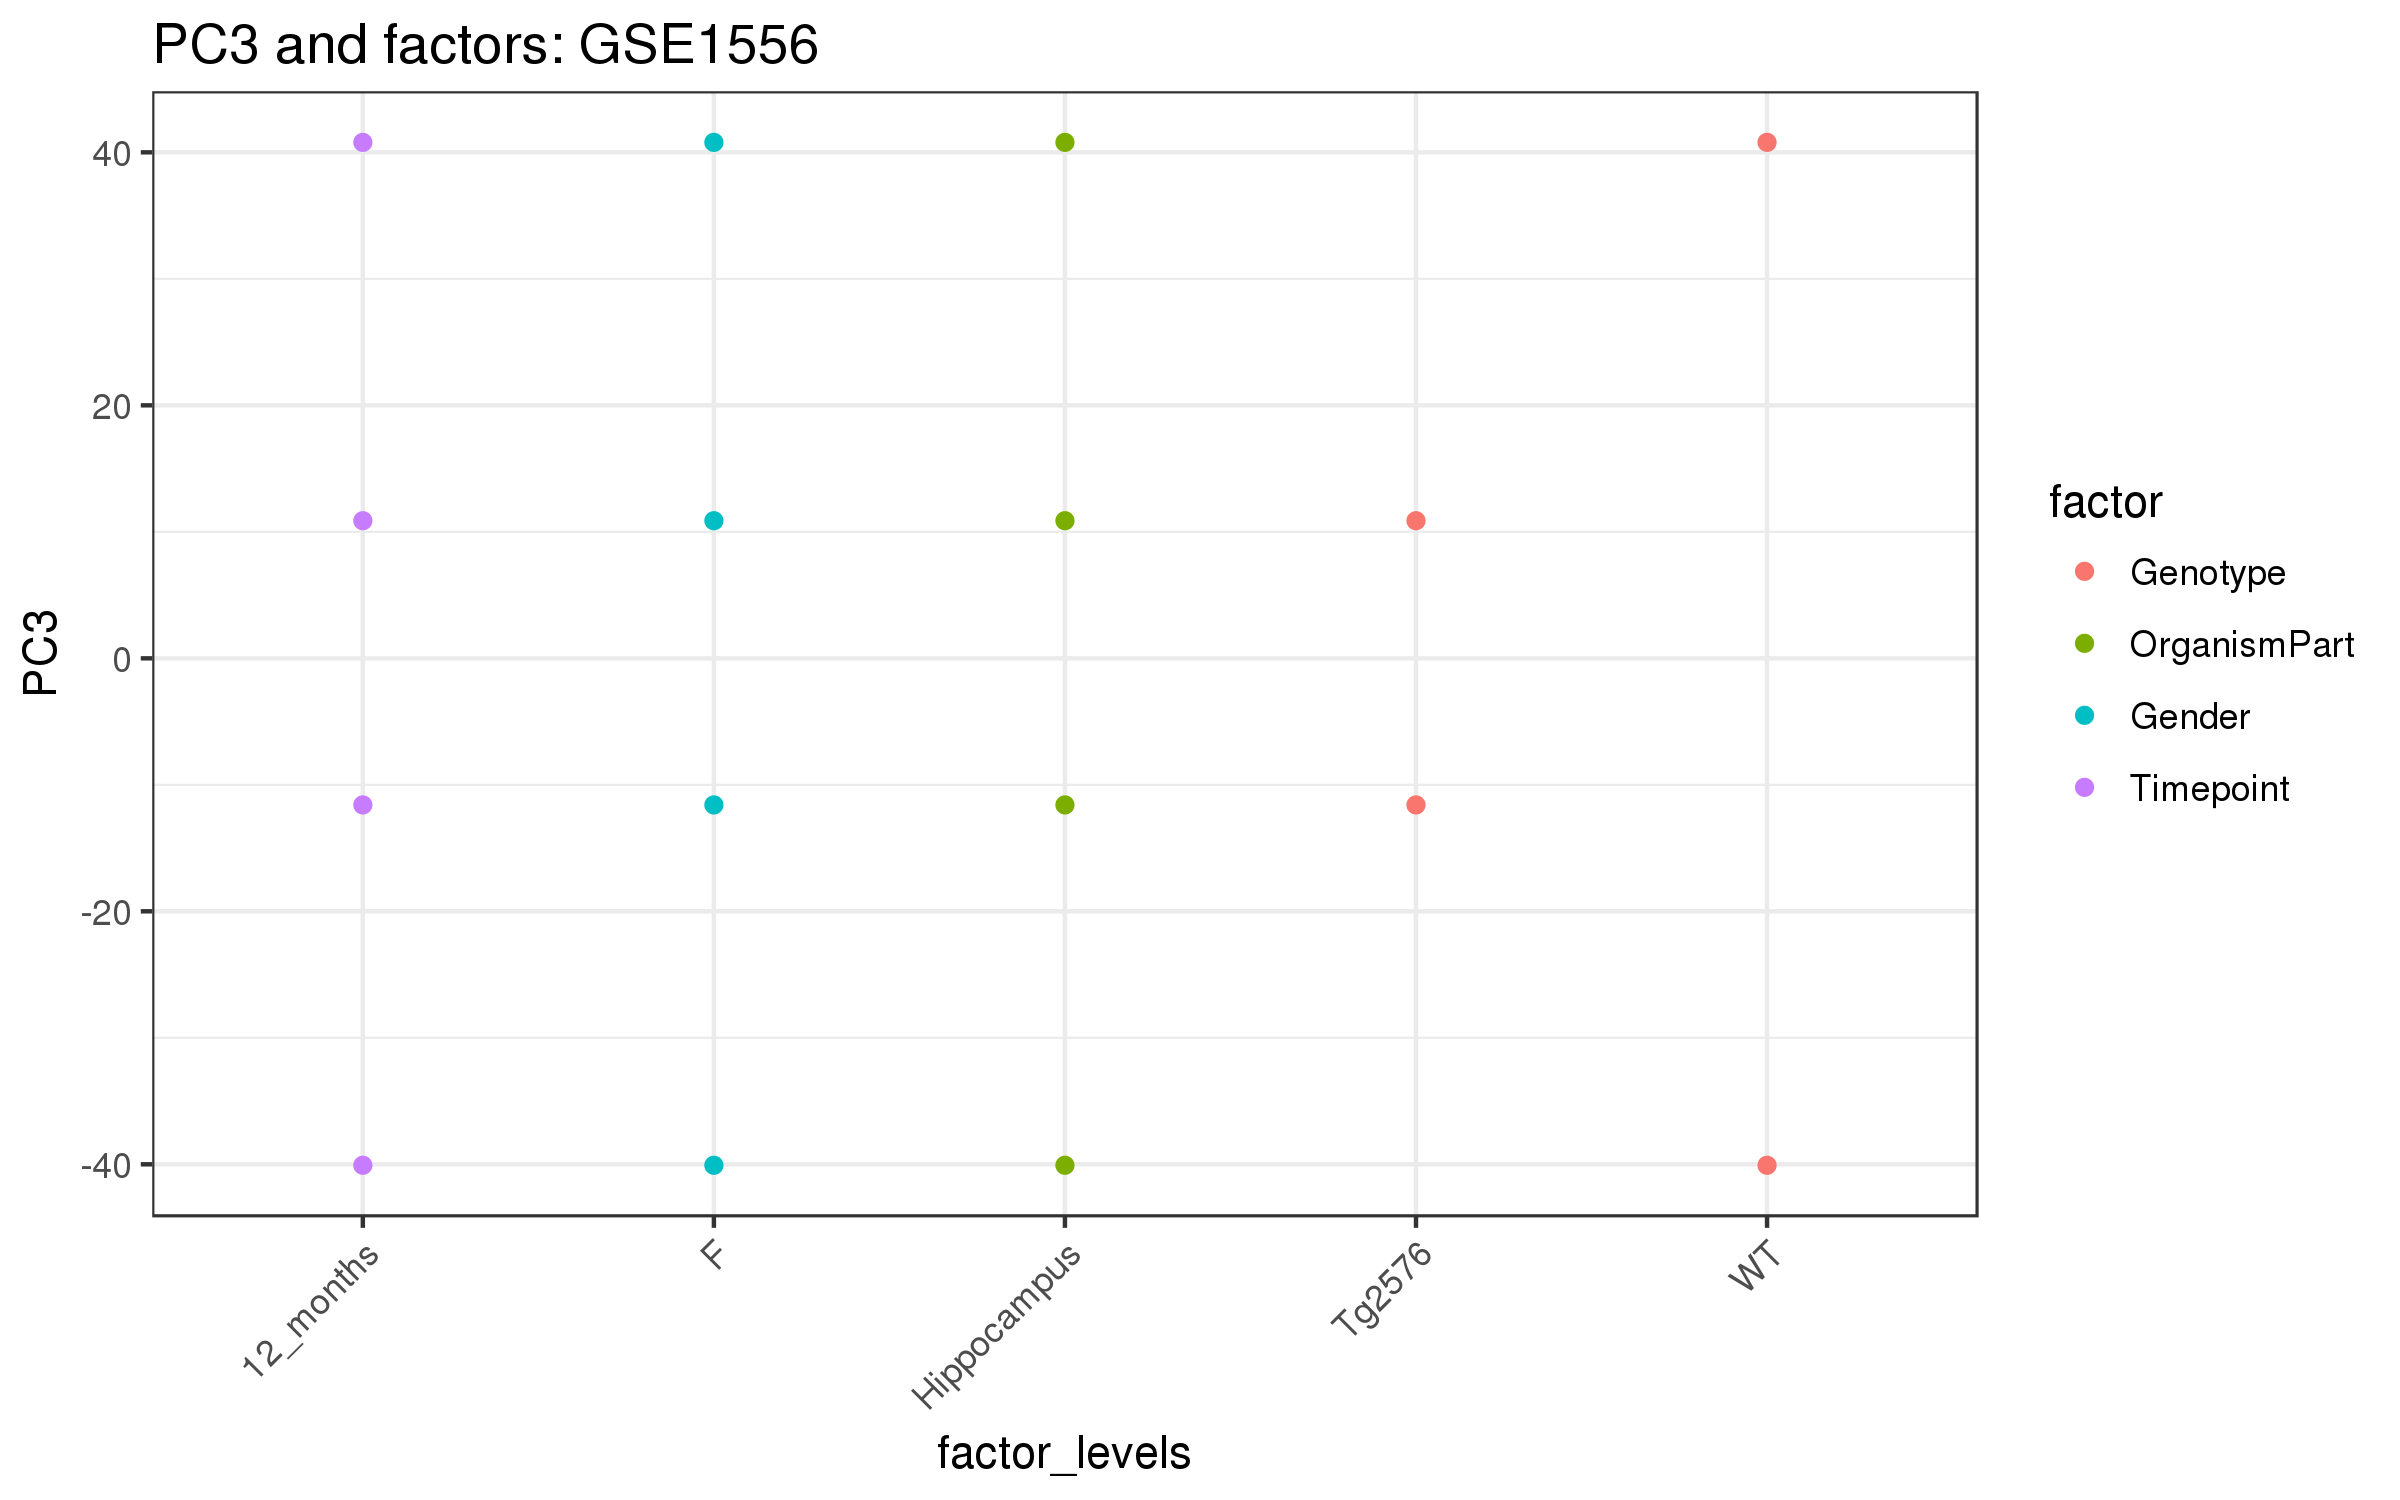 PC3 and factors: GSE1556
PC3
40
20
0
-20
-40
12_months
F
Hippocampus
Tg2576
WT
factor_levels
factor
Genotype
OrganismPart
Gender
Timepoint